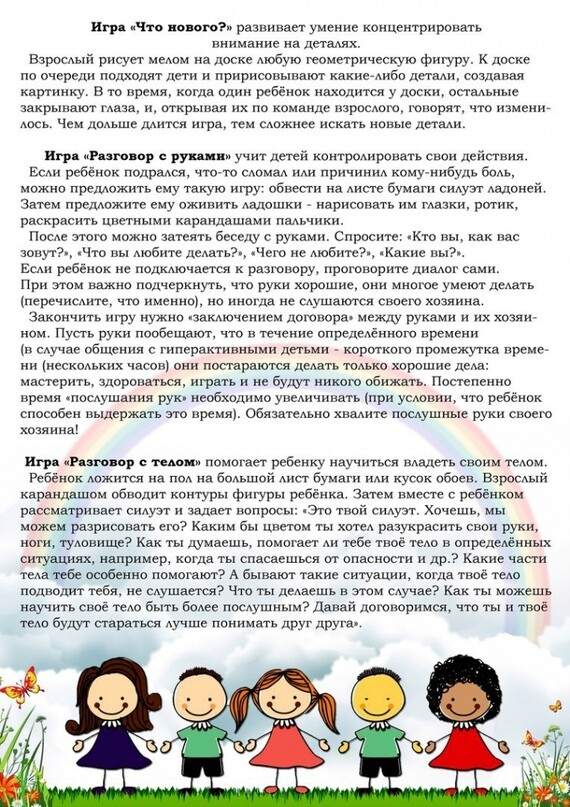 Игра «Что нового?» развивает умение концентрировать
внимание на деталях.
Взрослый рисует мелом на доске любую геометрическую фигуру. К доске
по очереди подходят дети и пририсовывают какие-либо детали, создавая
картинку. В то время, когда один ребёнок находится у доски, остальные
закрывают глаза, и, открывая их по команде взрослого, говорят, что измени-
лось. Чем дольше длится игра, тем сложнее искать новые детали.
Игра «Разговор с руками» учит детей контролировать свои действия.
Если ребёнок подрался, что-то сломал или причинил кому-нибудь боль,
можно предложить ему такую игру: обвести на листе бумаги силуэт ладоней.
Затем предложите ему оживить ладошки - нарисовать им глазки, ротик,
раскрасить цветными карандашами пальчики.
После этого можно затеять беседу с руками. Спросите: «Кто вы, как вас
зовут?», «Что вы любите делать?», «Чего не любите?», «Какие вы?».
Если ребёнок не подключается к разговору, проговорите диалог сами.
При этом важно подчеркнуть, что руки хорошие, они многое умеют делать
(перечислите, что именно), но иногда не слушаются своего хозяина.
Закончить игру нужно «заключением договора» между руками и их хозяи-
ном. Пусть руки пообещают, что в течение определённого времени
(в случае общения с гиперактивными детьми - короткого промежутка време-
ни (нескольких часов) они постараются делать только хорошие дела:
мастерить, здороваться, играть и не будут никого обижать. Постепенно
время «послушания рук» необходимо увеличивать (при условии, что ребёнок
способен выдержать это время). Обязательно хвалите послушные руки своего
хозяина!
Игра «Разговор с телом» помогает ребенку научиться владеть своим телом.
Ребёнок ложится на пол на большой лист бумаги или кусок обоев. Взрослый
карандашом обводит контуры фигуры ребёнка. Затем вместе с ребёнком
рассматривает силуэт и задает вопросы: «Это твой силуэт. Хочешь, мы
можем разрисовать его? Каким бы цветом ты хотел разукрасить свои руки,
ноги, туловище? Как ты думаешь, помогает ли тебе твоё тело в определённых
ситуациях, например, когда ты спасаешься от опасности и др.? Какие части
тела тебе особенно помогают? А бывают такие ситуации, когда твоё тело
подводит тебя, не слушается? Что ты делаешь в этом случае? Как ты можешь
научить своё тело быть более послушным? Давай договоримся, что ты и твоё
тело будут стараться лучше понимать друг друга».